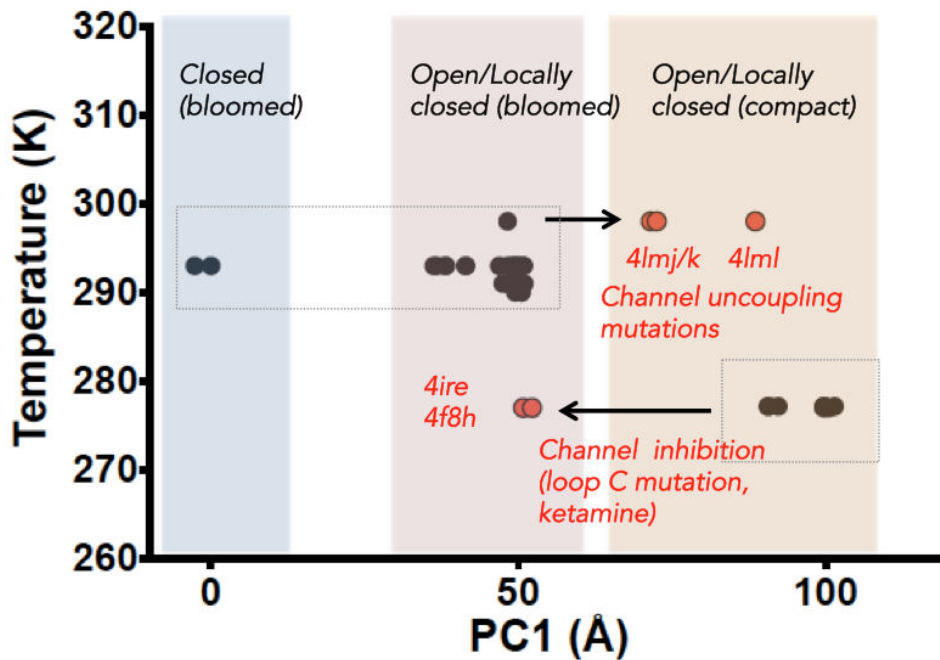 320
310
300
290
280
270
260
Temperature (K)
Closed
(bloomed)
Open/Locally
closed (bloomed)
Open/Locally
closed (compact)
4lmj/k
4lml
Channel uncoupling
mutations
4ire
4f8h
Channel inhibition
(loop C mutation,
ketamine)
0
50
100
PC1 (Å)